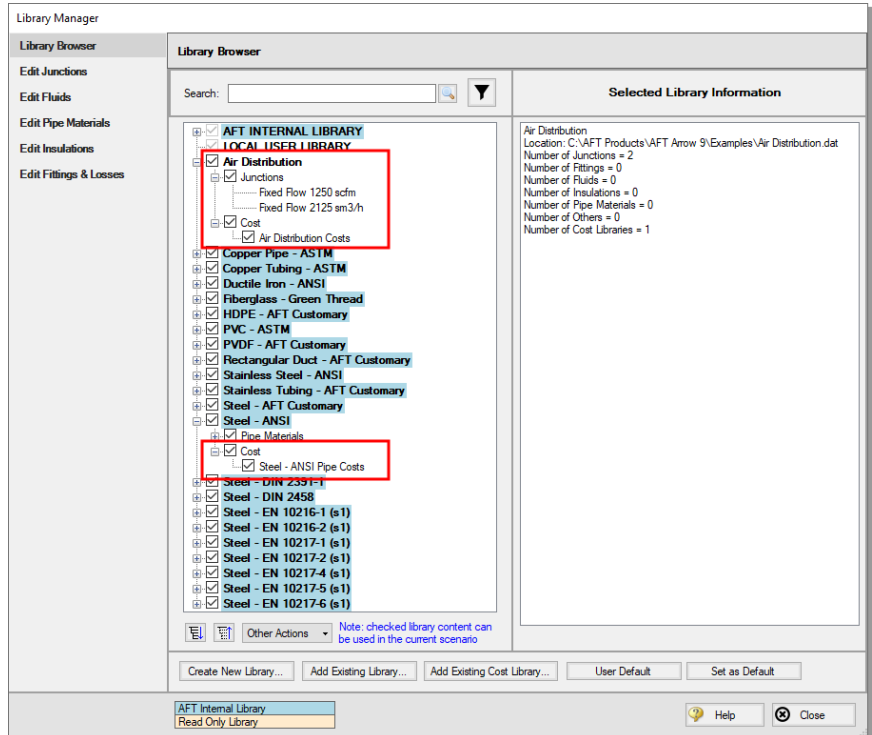 Library Manager
Library Browser
Edit Junctions
Edit Fluids
Edit Pipe Materials
Edit Insulations
Edit Fittings & Losses
Library Browser
Search:
AFT INTERNAL LIBRARY
LOCAL USER LIBRARY
Air Distribution
Junctions
Fixed Flow 1250 scfm
Fixed Flow 2125 sm3/h
Cost
Air Distribution Costs
Copper Pipe - ASTM
Copper Tubing - ASTM
Ductile Iron - ANSI
Fiberglass - Green Thread
HDPE - AFT Customary
PVC - ASTM
PVDF - AFT Customary
Rectangular Duct - AFT Customary
Stainless Steel - ANSI
Stainless Tubing - AFT Customary
Steel - AFT Customary
Steel - ANSI
Pipe Materials
Cost
Steel - ANSI Pipe Costs
Steel - DIN 2391-1
Steel - DIN 2458
Steel - EN 10216-1 (s1)
Steel - EN 10216-2 (s1)
Steel - EN 10217-1 (s1)
Steel - EN 10217-2 (s1)
Steel - EN 10217-4 (s1)
Steel - EN 10217-5 (s1)
Steel - EN 10217-6 (s1)
Other Actions
Note: checked library content can
be used in the current scenario
Selected Library Information
Air Distribution
Location: C:\AFT Products\AFT Arrow 9\Examples\Air Distribution.dat
Number of Junctions = 2
Number of Fittings = 0
Number of Fluids = 0
Number of Insulations = 0
Number of Pipe Materials = 0
Number of Others = 0
Number of Cost Libraries = 1
Create New Library...
Add Existing Library...
Add Existing Cost Library...
User Default
Set as Default
AFT Internal Library
Read Only Library
Help
Close